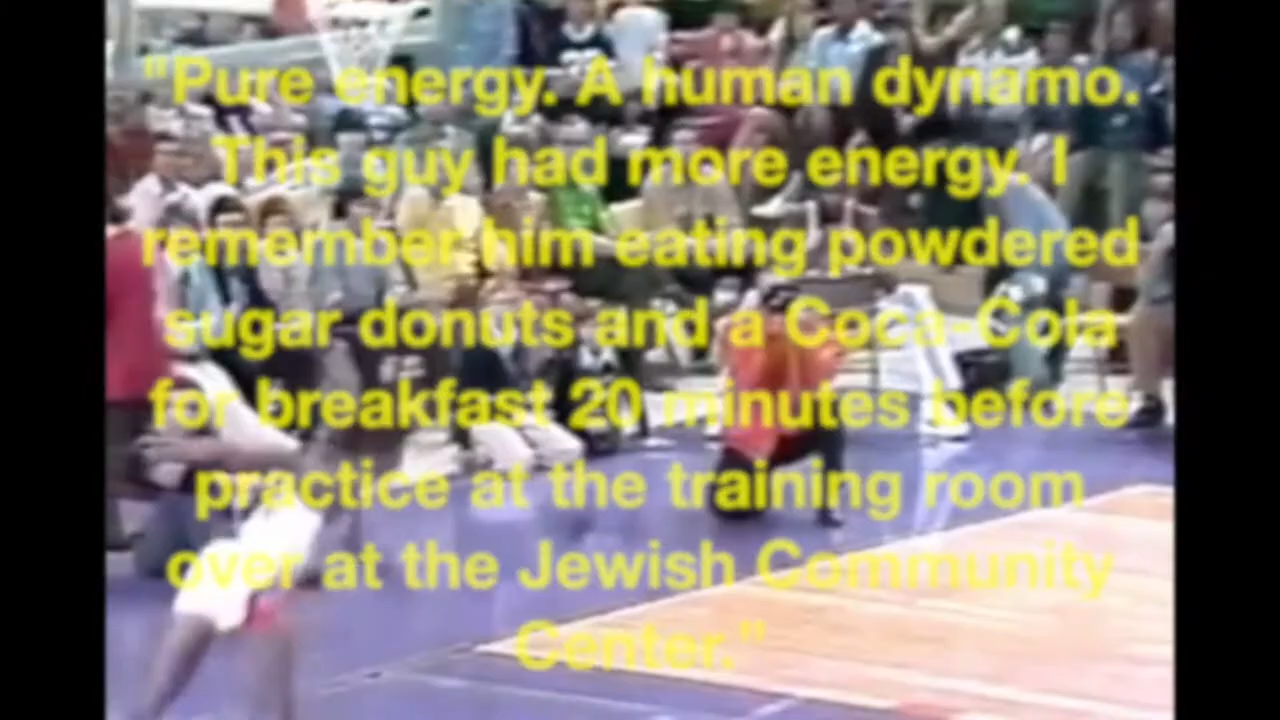 "Pure energy. A human dynamo.
This guy had more energy. I
remember him eating powdered
sugar donuts and a Coca-Cola
for breakfast 20 minutes before
practice at the training room
over at the Jewish Community
Center."